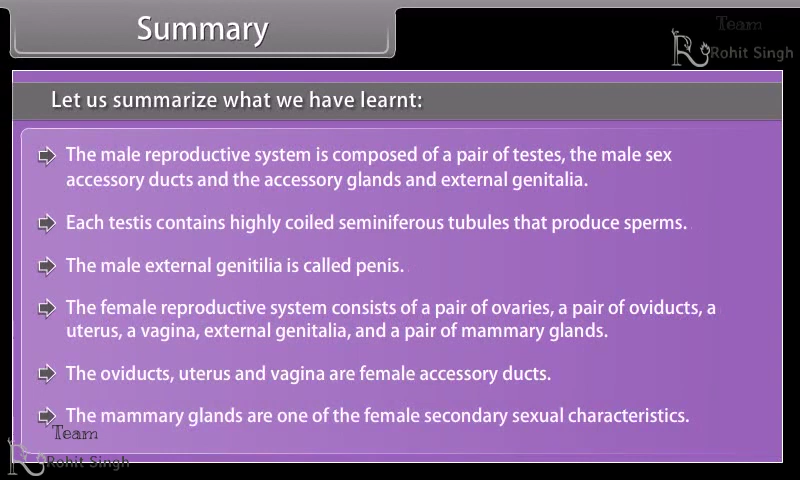 Summary
Team
Rohit Singh
Let us summarize what we have learnt:
The male reproductive system is composed of a pair of testes, the male sex
accessory ducts and the accessory glands and external genitalia.
Each testis contains highly coiled seminiferous tubules that produce sperms.
The male external genitilia is called penis.
The female reproductive system consists of a pair of ovaries, a pair of oviducts, a
uterus, a vagina, external genitalia, and a pair of mammary glands.
The oviducts, uterus and vagina are female accessory ducts.
The mammary glands are one of the female secondary sexual characteristics.
Team
Rohit Singh